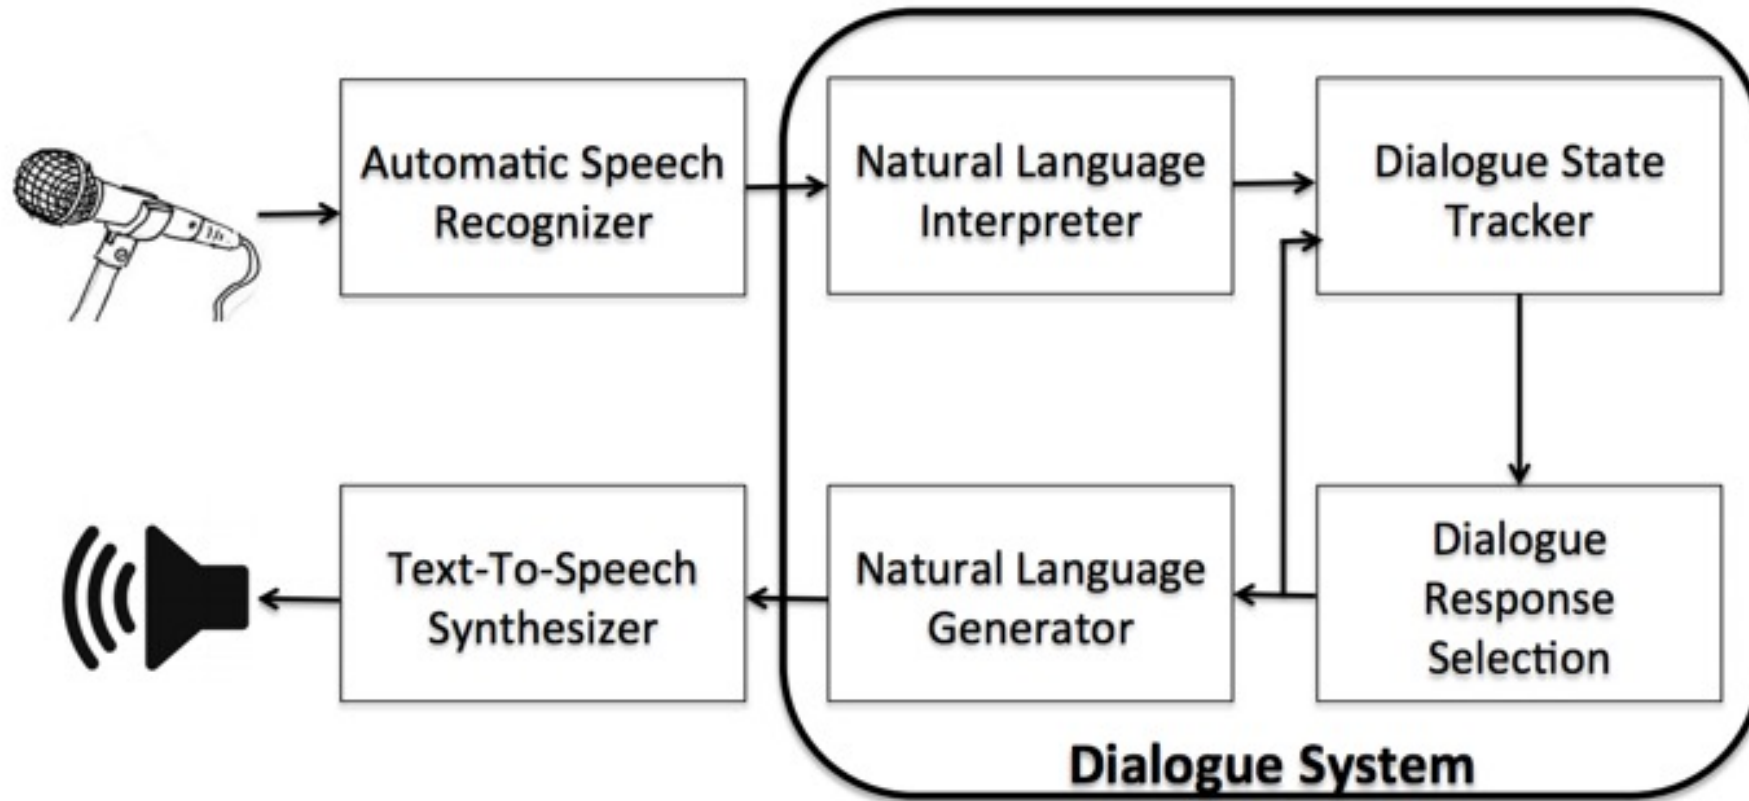 Automatic Speech
Recognizer
Natural Language
Interpreter
Dialogue State
Tracker
Text-To-Speech
Synthesizer
Natural Language
Generator
Dialogue
Response
Selection
Dialogue System